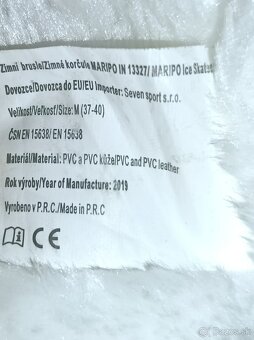 Zimní brusle/Zimné korčule MARIPO IN 13327/ MARIPO Ice Skates
Dovozce/Dovozca do EU/EU Importer: Seven sport s.r.o.
Velikost/Veľkosť/Size: M (37-40)
ČSN EN 15638/ EN 15638
Materiál/Material: PVC a PVC kůže/PVC and PVC leather
Rok výroby/Year of Manufacture: 2019
Vyrobeno v P.R.C./Made in P.R.C
CE
bazos.sk